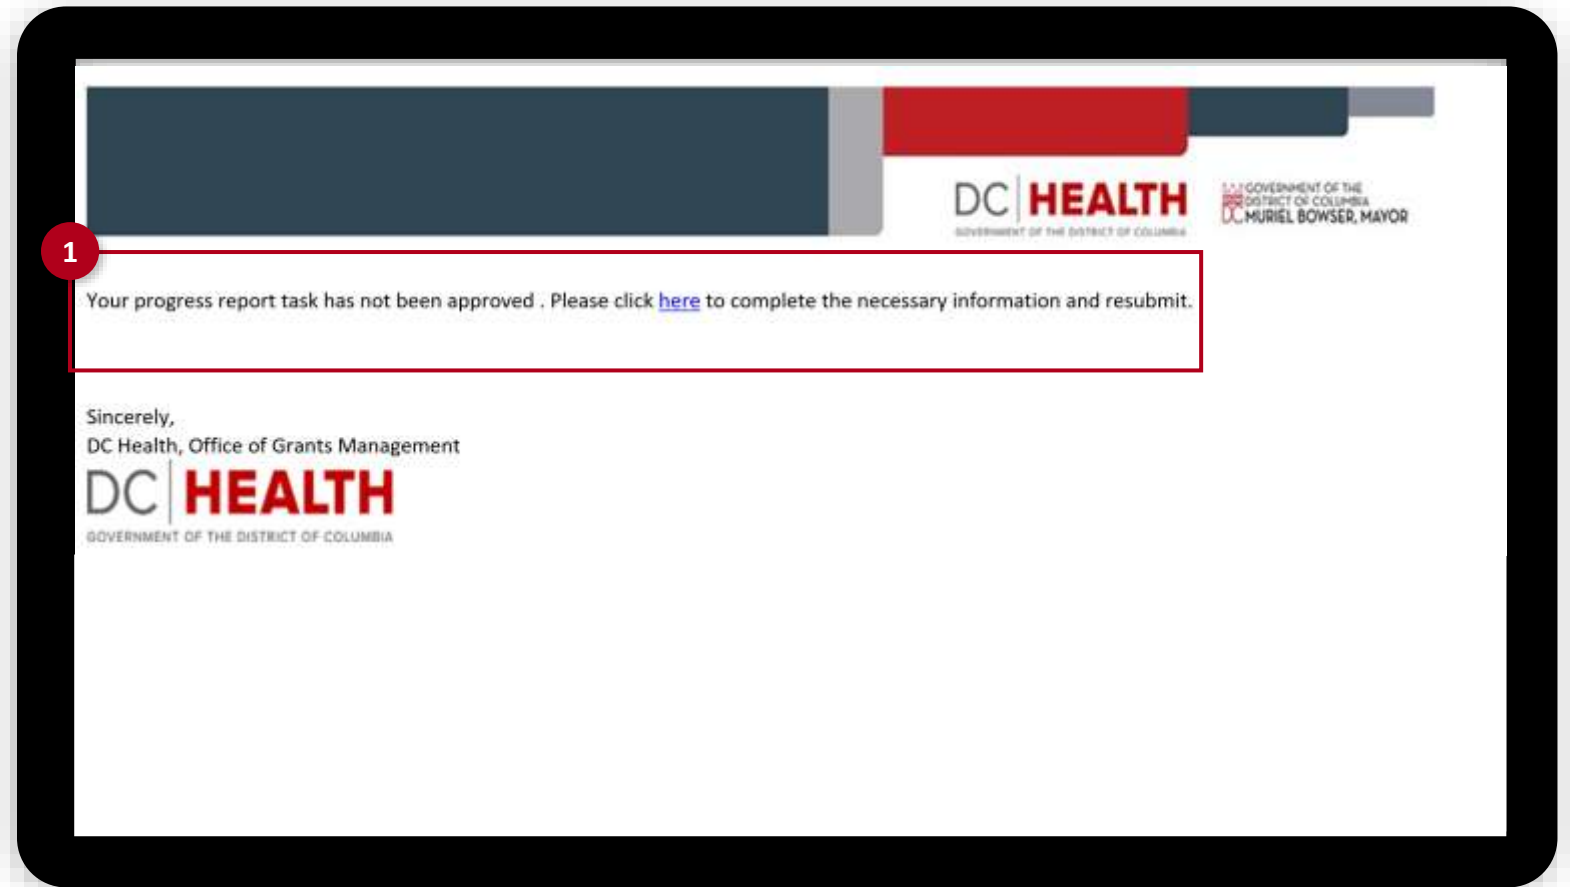 DC HEALTH
GOVERNMENT OF THE DISTRICT OF COLUMBIA
GOVERNMENT OF THE
DISTRICT OF COLUMBIA
DC MURIEL BOWSER, MAYOR
1
Your progress report task has not been approved . Please click here to complete the necessary information and resubmit.
Sincerely,
DC Health, Office of Grants Management
DC HEALTH
GOVERNMENT OF THE DISTRICT OF COLUMBIA